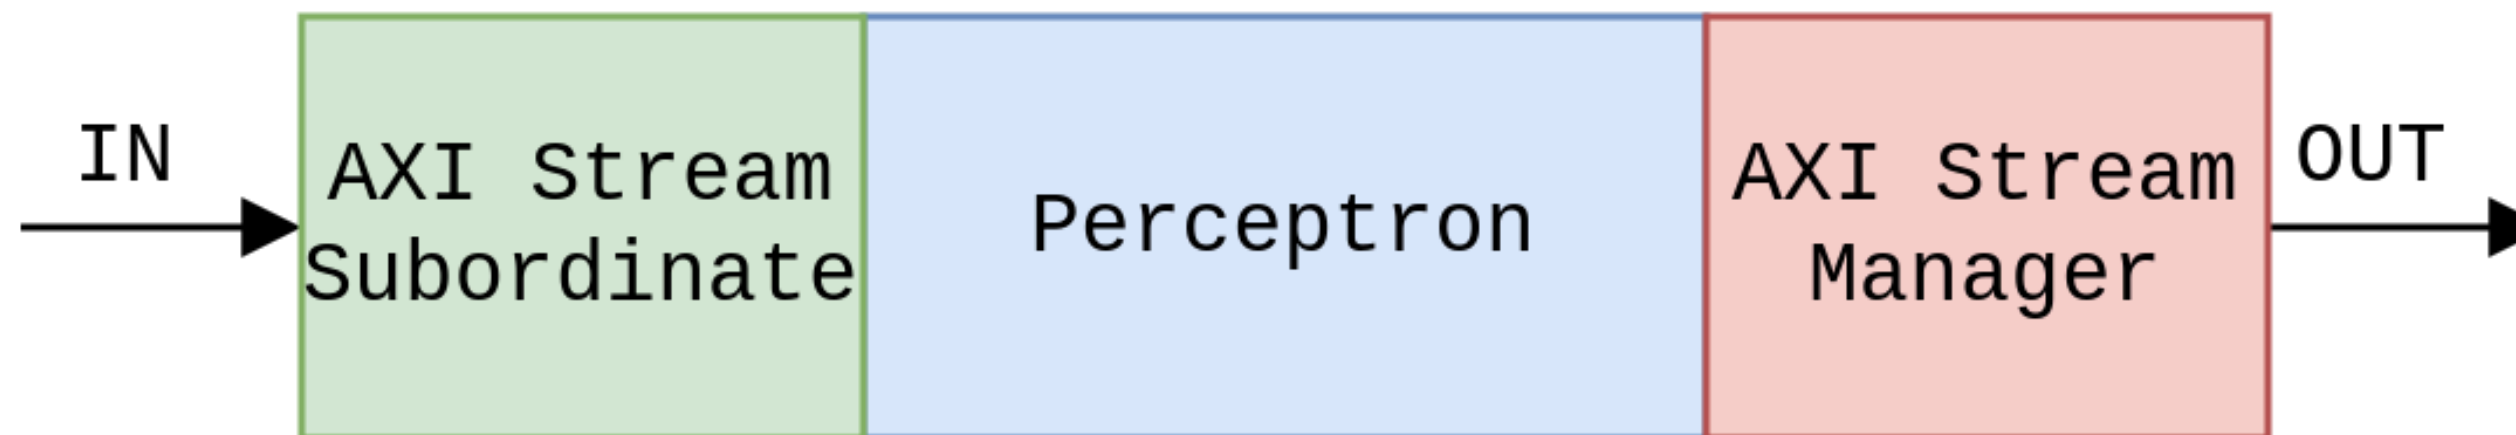 IN
AXI Stream
Subordinate
Perceptron
AXI Stream
Manager
OUT